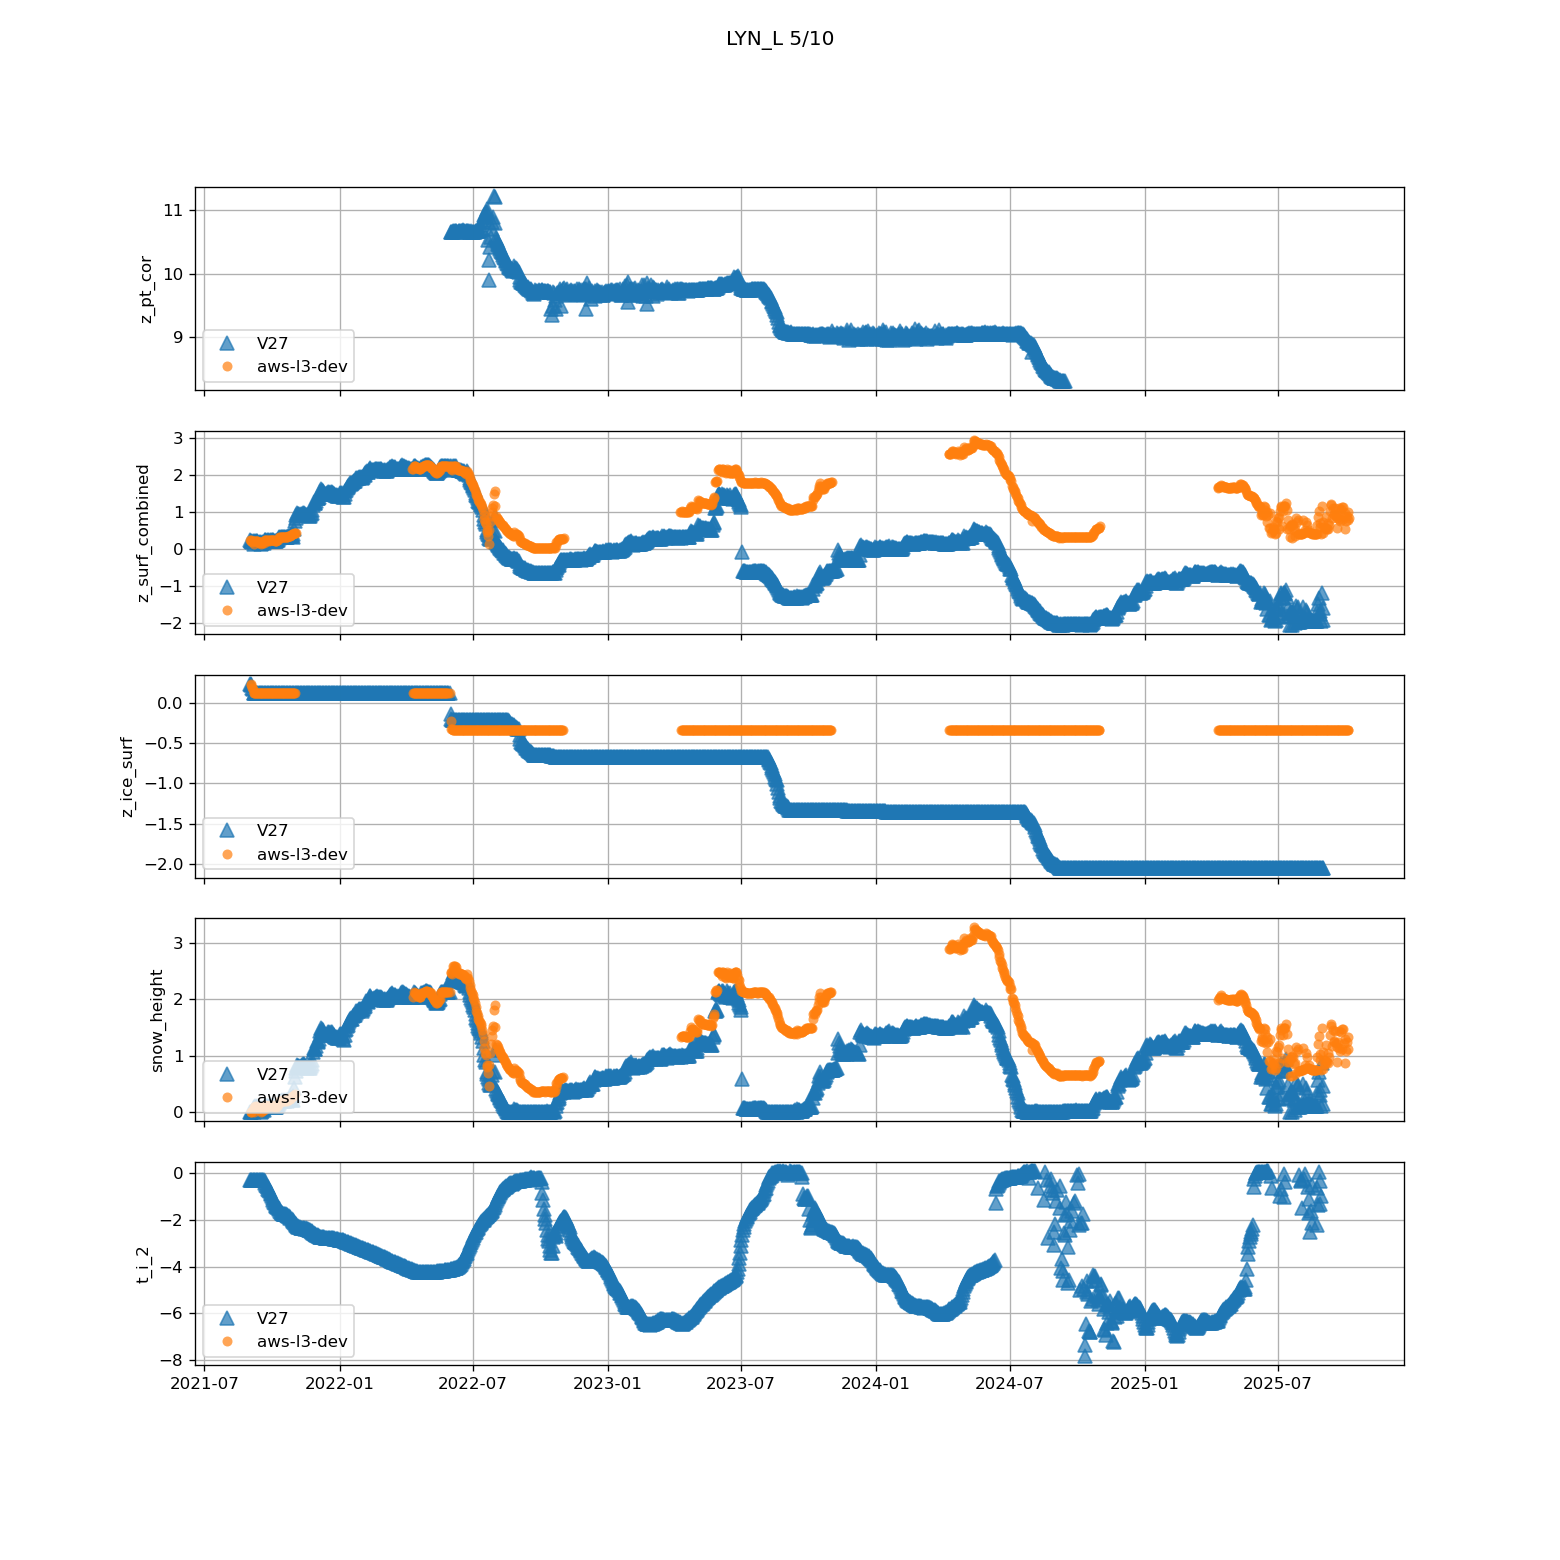 LYN_L 5/10
z_pt_cor
11
10
9
V27
aws-l3-dev
z_surf_combined
3
2
1
0
−1
−2
V27
aws-l3-dev
z_ice_surf
0.0
−0.5
−1.0
−1.5
−2.0
V27
aws-l3-dev
snow_height
3
2
1
0
V27
aws-l3-dev
t_i_2
0
−2
−4
−6
−8
V27
aws-l3-dev
2021-07 2022-01 2022-07 2023-01 2023-07 2024-01 2024-07 2025-01 2025-07